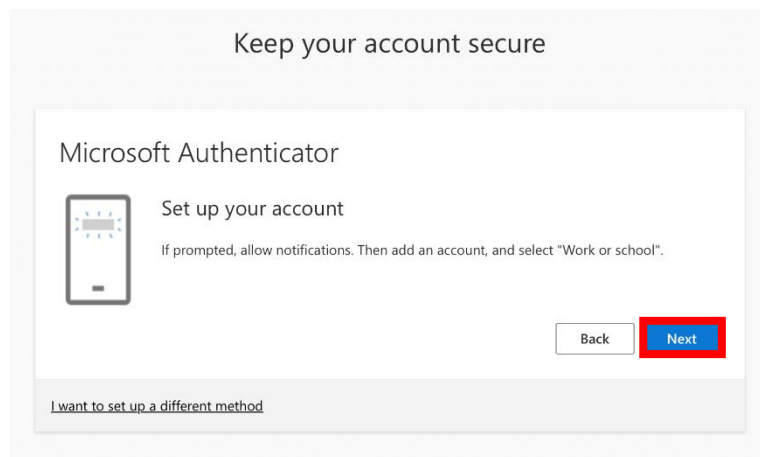 Keep your account secure
Microsoft Authenticator
Set up your account
If prompted, allow notifications. Then add an account, and select "Work or school".
Back
Next
I want to set up a different method